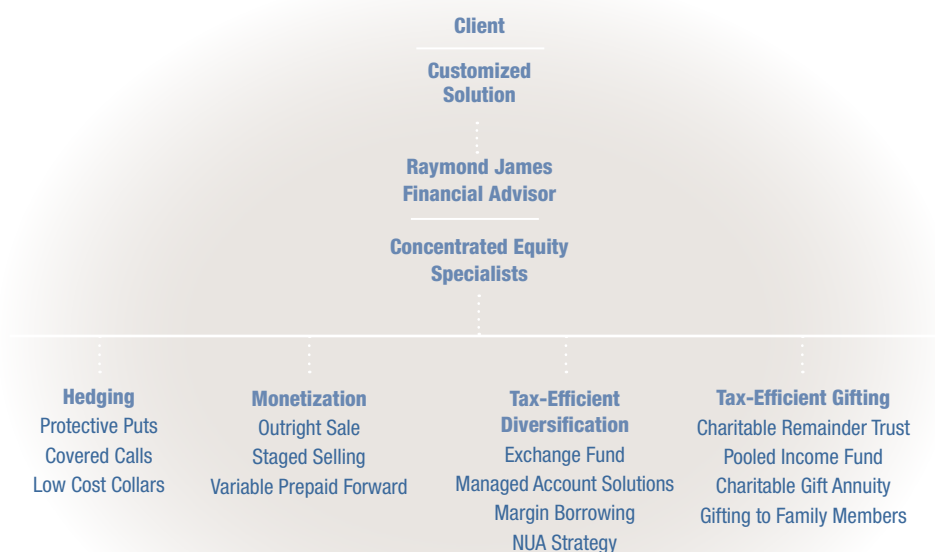 Client
Customized
Solution
Raymond James
Financial Advisor
Concentrated Equity
Specialists
Hedging
Protective Puts
Covered Calls
Low Cost Collars
Monetization
Outright Sale
Staged Selling
Variable Prepaid Forward
Tax-Efficient
Diversification
Exchange Fund
Managed Account Solutions
Margin Borrowing
NUA Strategy
Tax-Efficient Gifting
Charitable Remainder Trust
Pooled Income Fund
Charitable Gift Annuity
Gifting to Family Members